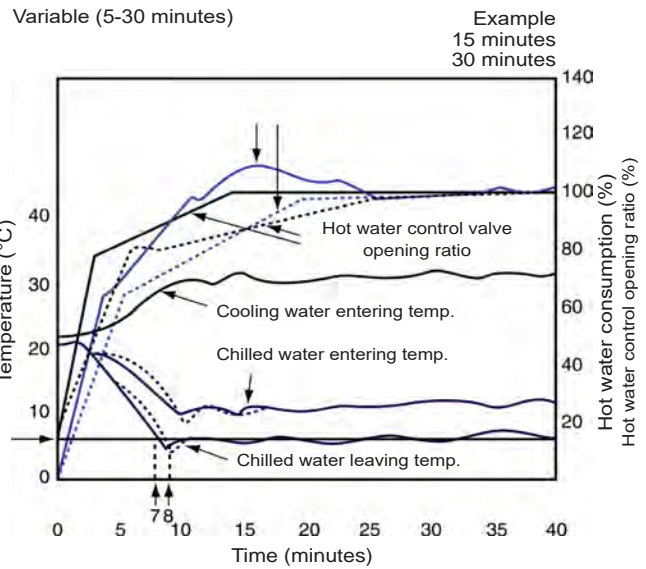 Variable (5-30 minutes)
Example
15 minutes
30 minutes
Temperature (°C)
40
30
20
10
0
140
120
100
80
60
40
20
Hot water consumption (%)
Hot water control opening ratio (%)
Hot water control valve
opening ratio
Cooling water entering temp.
Chilled water entering temp.
Chilled water leaving temp.
7 8
0 5 10 15 20 25 30 35 40
Time (minutes)